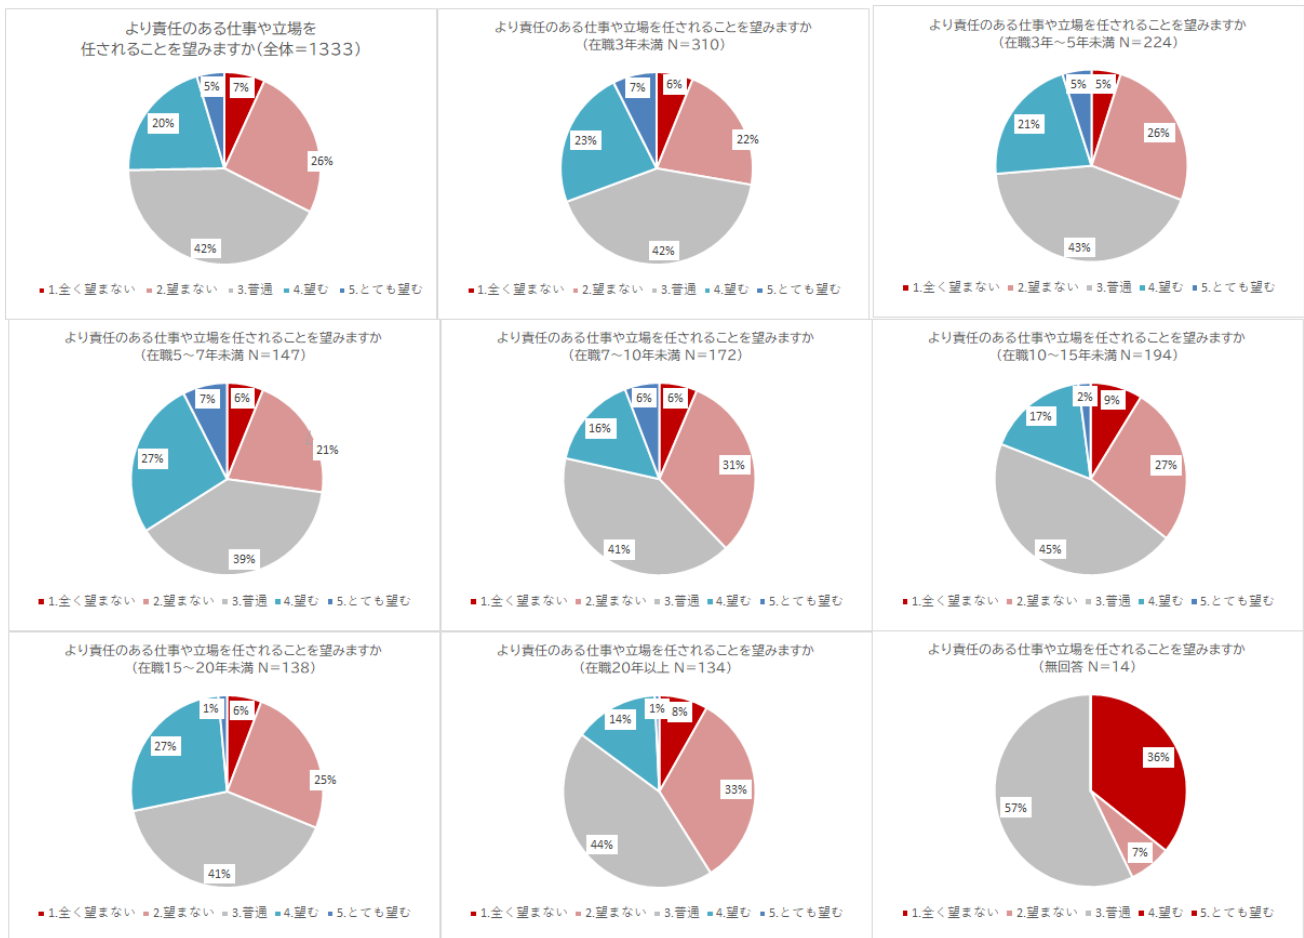 より責任のある仕事や立場を
任されることを望みますか(全体=1333)
5%
7%
20%
26%
42%
■1.全く望まない ■2.望まない ■3.普通 ■4.望む ■5.とても望む
より責任のある仕事や立場を任されることを望みますか
(在職3年未満 N=310)
7%
6%
23%
22%
42%
■1.全く望まない ■2.望まない ■3.普通 ■4.望む ■5.とても望む
より責任のある仕事や立場を任されることを望みますか
(在職3年~5年未満 N=224)
5%
5%
21%
26%
43%
■1.全く望まない ■2.望まない ■3.普通 ■4.望む ■5.とても望む
より責任のある仕事や立場を任されることを望みますか
(在職5~7年未満 N=147)
7%
6%
27%
21%
39%
■1.全く望まない ■2.望まない ■3.普通 ■4.望む ■5.とても望む
より責任のある仕事や立場を任されることを望みますか
(在職7~10年未満 N=172)
6%
6%
16%
31%
41%
■1.全く望まない ■2.望まない ■3.普通 ■4.望む ■5.とても望む
より責任のある仕事や立場を任されることを望みますか
(在職10~15年未満 N=194)
2%
9%
17%
27%
45%
■1.全く望まない ■2.望まない ■3.普通 ■4.望む ■5.とても望む
より責任のある仕事や立場を任されることを望みますか
(在職15~20年未満 N=138)
1%
6%
27%
25%
41%
■1.全く望まない ■2.望まない ■3.普通 ■4.望む ■5.とても望む
より責任のある仕事や立場を任されることを望みますか
(在職20年以上 N=134)
1%
8%
14%
33%
44%
■1.全く望まない ■2.望まない ■3.普通 ■4.望む ■5.とても望む
より責任のある仕事や立場を任されることを望みますか
(無回答 N=14)
36%
57%
7%
■1.全く望まない ■2.望まない ■3.普通 ■4.望む ■5.とても望む